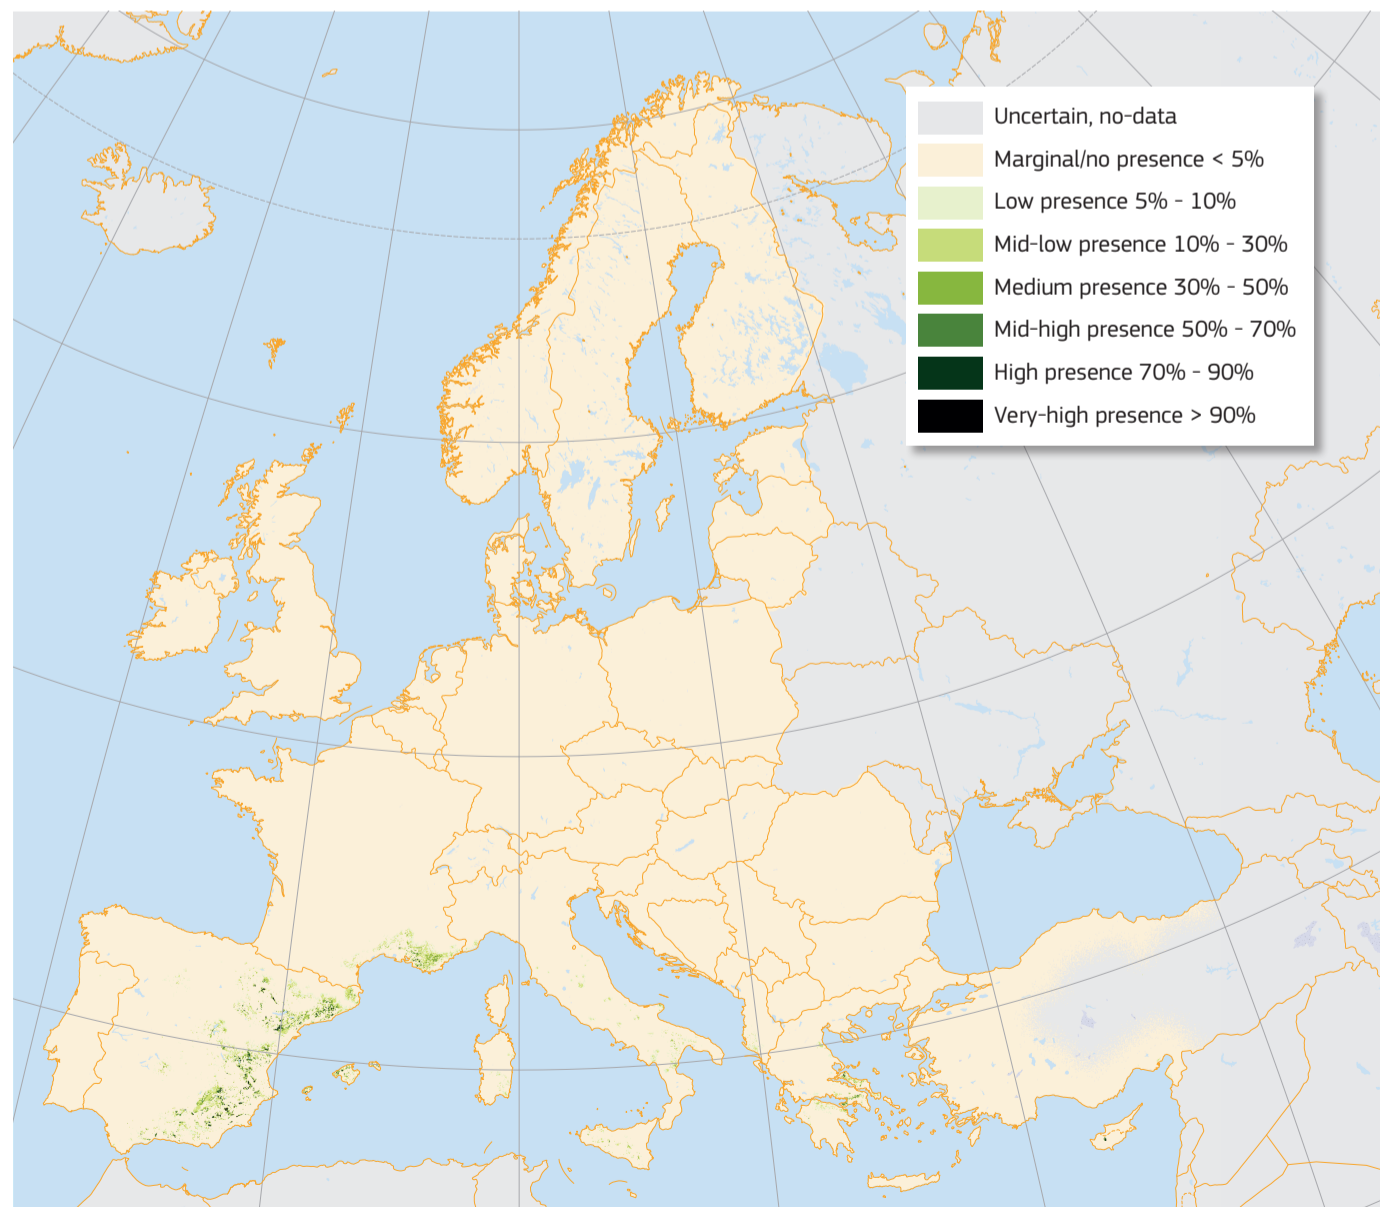 Uncertain, no-data
Marginal/no presence < 5%
Low presence 5% - 10%
Mid-low presence 10% - 30%
Medium presence 30% - 50%
Mid-high presence 50% - 70%
High presence 70% - 90%
Very-high presence > 90%